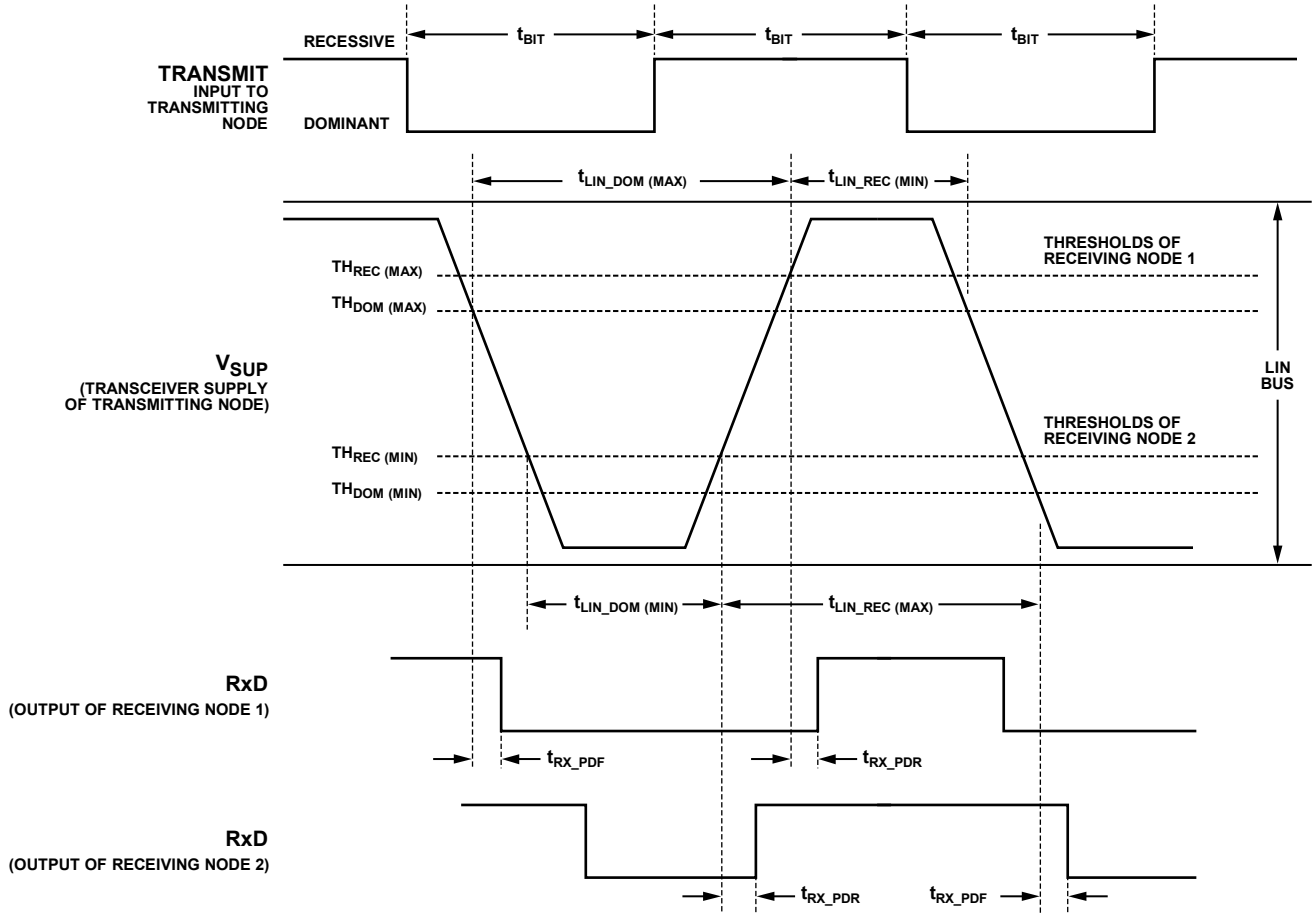 tBIT
tBIT
tBIT
RECESSIVE
TRANSMIT
INPUT TO
TRANSMITTING
NODE
DOMINANT
tLIN_DOM (MAX)
tLIN_REC (MIN)
THRESHOLDS OF
RECEIVING NODE 1
THREC (MAX)
THDOM (MAX)
VSUP
(TRANSCEIVER SUPPLY
OF TRANSMITTING NODE)
LIN
BUS
THRESHOLDS OF
RECEIVING NODE 2
THREC (MIN)
THDOM (MIN)
tLIN_DOM (MIN)
tLIN_REC (MAX)
RxD
(OUTPUT OF RECEIVING NODE 1)
tRX_PDF
tRX_PDR
RxD
(OUTPUT OF RECEIVING NODE 2)
tRX_PDR
tRX_PDF